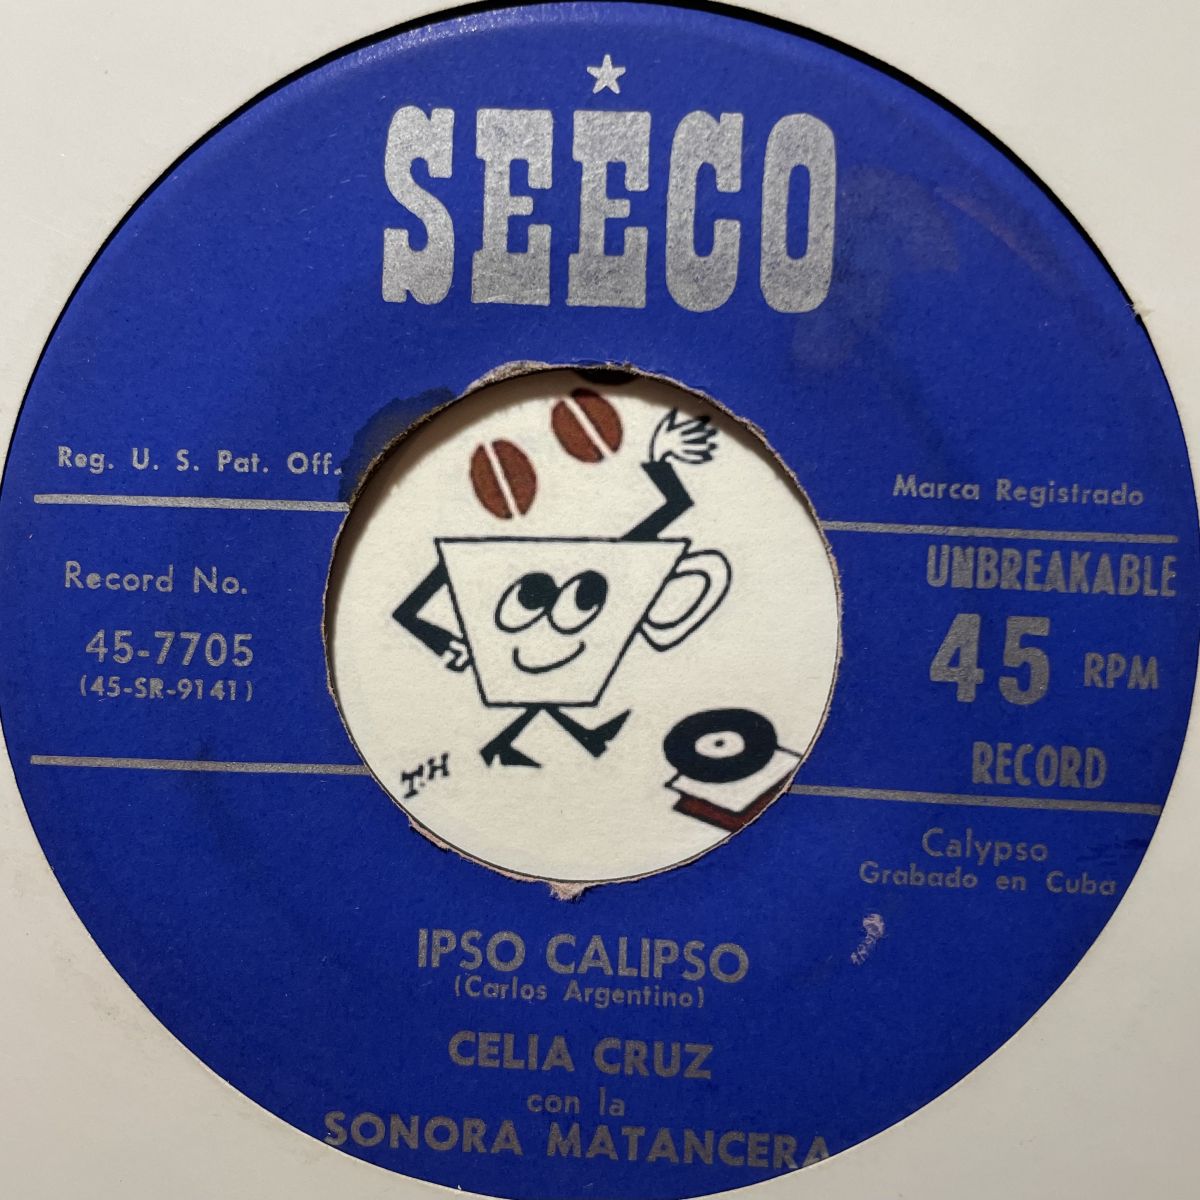 SEECO
Reg. U. S. Pat. Off.
Marca Registrado
Record No.
45-7705
(45-SR-9141)
UNBREAKABLE
45 RPM
RECORD
Calypso
Grabado en Cuba
T.H
IPSO CALIPSO
(Carlos Argentino)
CELIA CRUZ
con la
SONORA MATANCERA